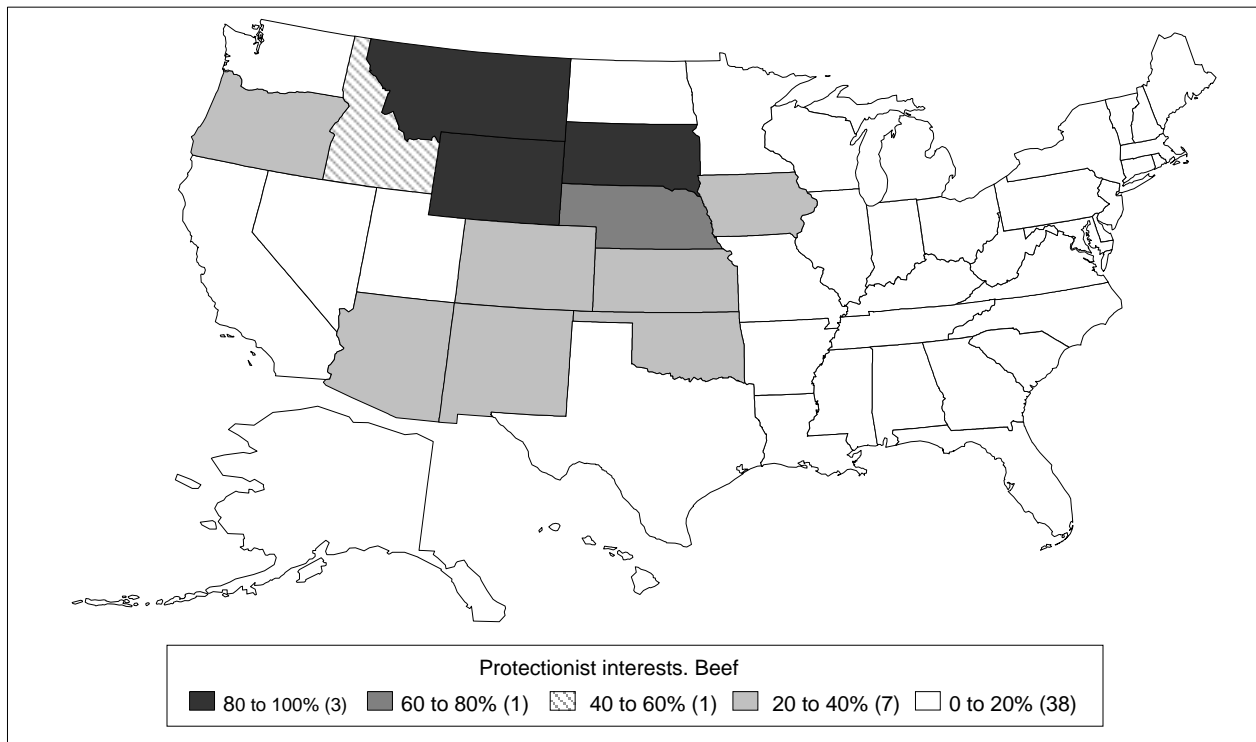 Protectionist interests. Beef
80 to 100% (3) 60 to 80% (1) 40 to 60% (1) 20 to 40% (7) 0 to 20% (38)